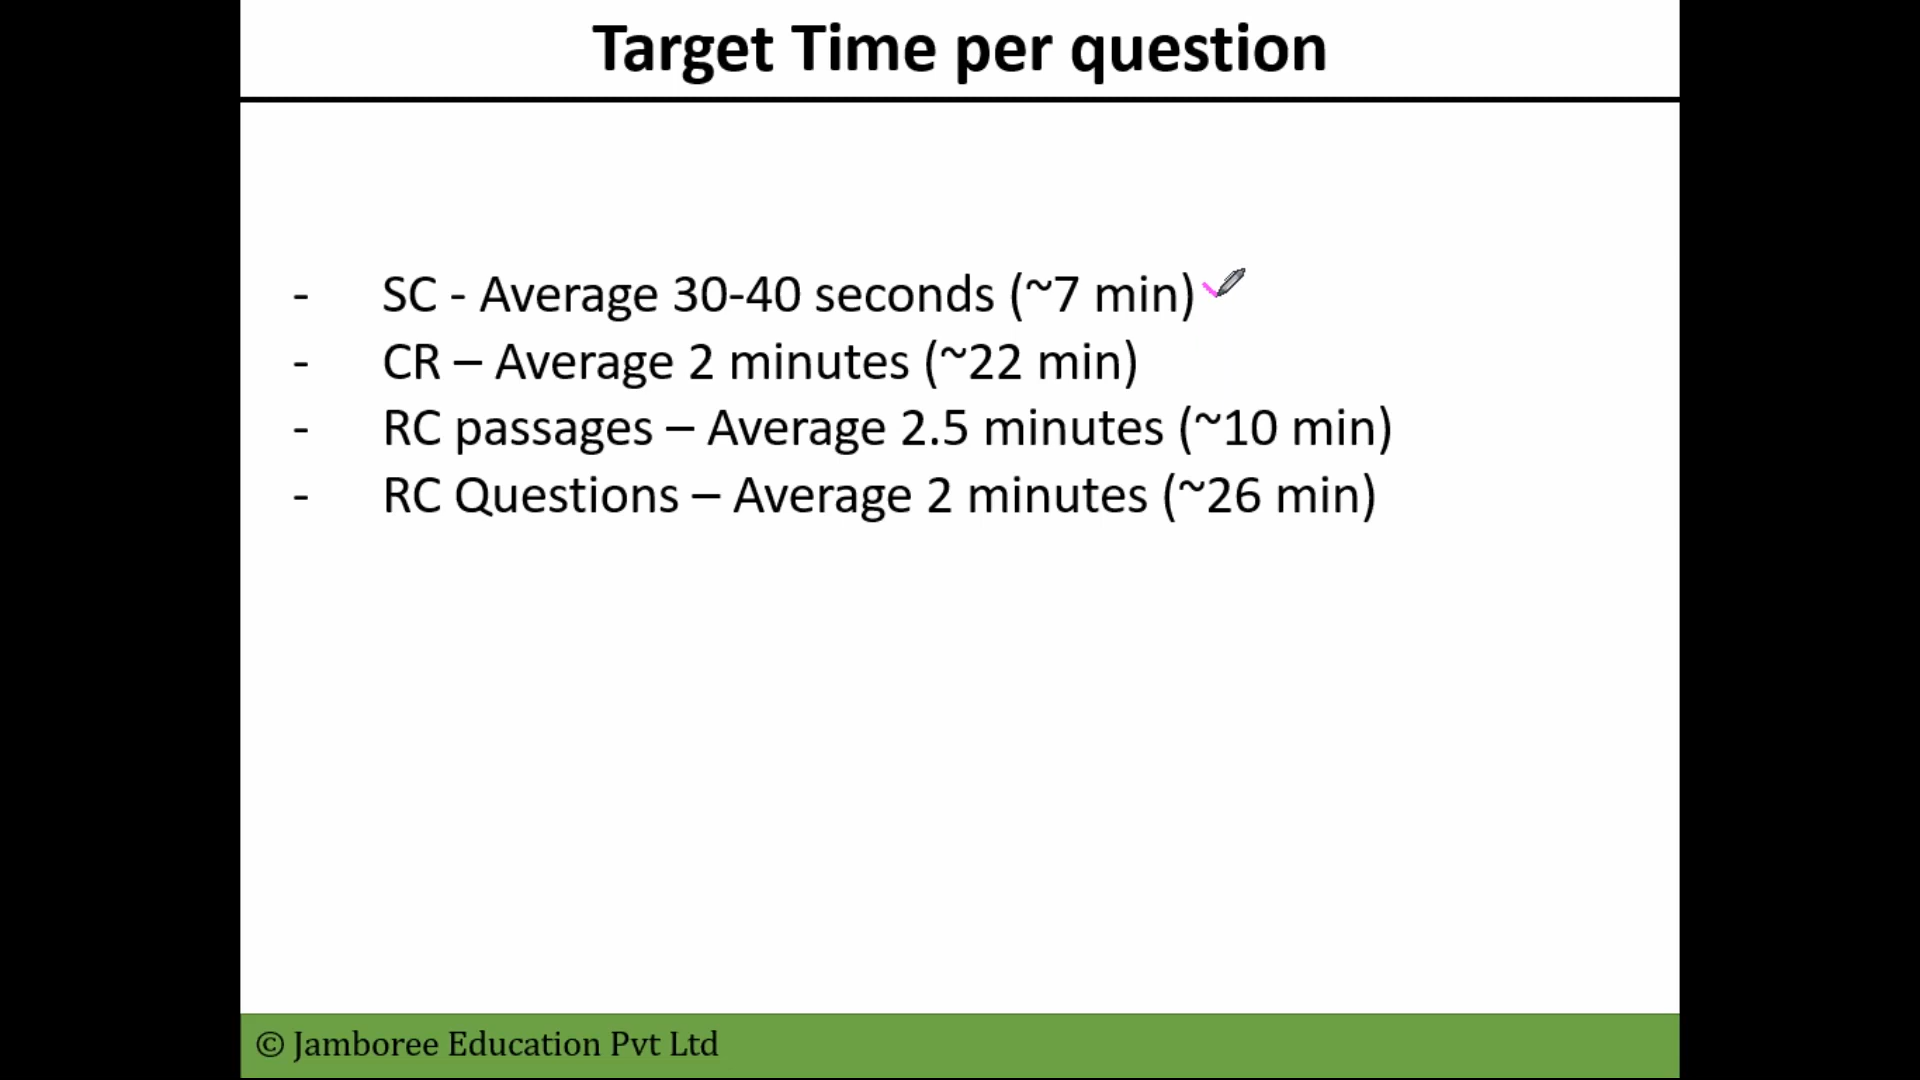 Target Time per question
- SC - Average 30-40 seconds (~7 min)
- CR – Average 2 minutes (~22 min)
- RC passages – Average 2.5 minutes (~10 min)
- RC Questions – Average 2 minutes (~26 min)
© Jamboree Education Pvt Ltd